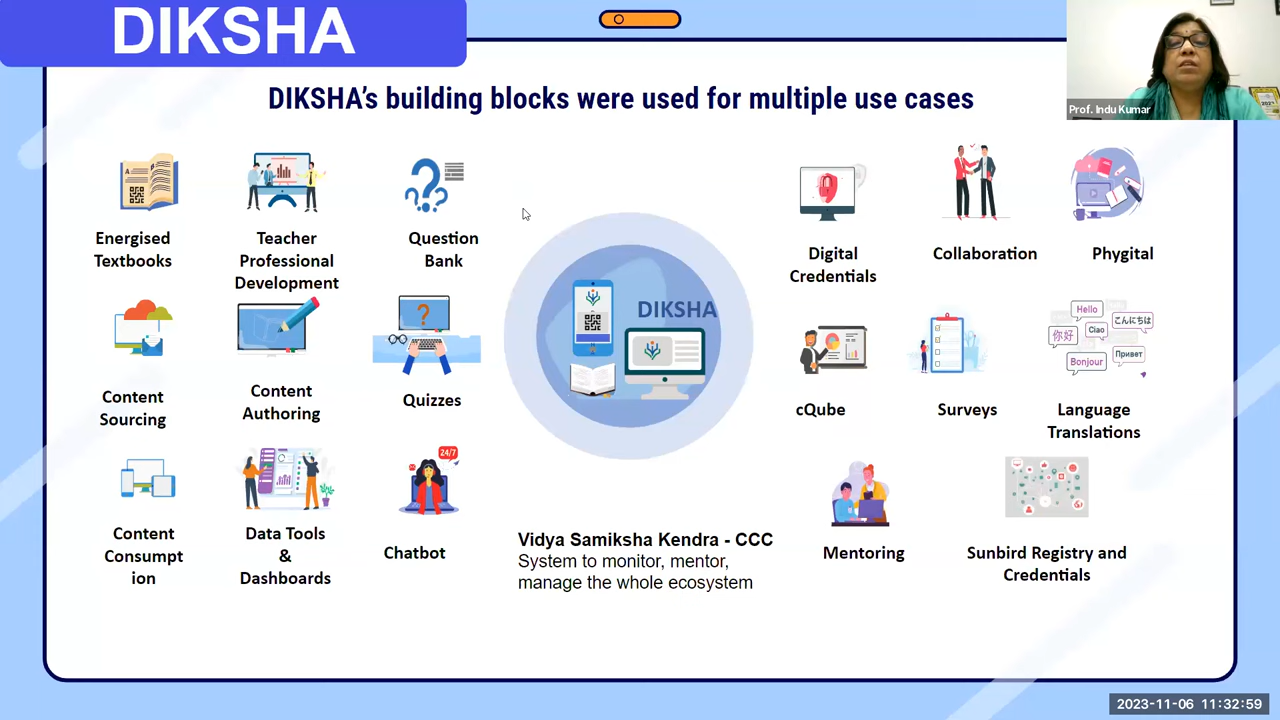 DIKSHA
Prof. Indu Kumar
DIKSHA's building blocks were used for multiple use cases
Energised
Textbooks
Teacher
Professional
Development
Question
Bank
Digital
Credentials
Collaboration
Phygital
Content
Sourcing
Content
Authoring
?
Quizzes
DIKSHA
cQube
Surveys
Hello
こんにちは
你好
Ciao
Bonjour
Привет
Language
Translations
Content
Consumpt
ion
Data Tools
&
Dashboards
24/7
Chatbot
Vidya Samiksha Kendra - CCC
System to monitor, mentor,
manage the whole ecosystem
Mentoring
Sunbird Registry and
Credentials
2023-11-06 11:32:59